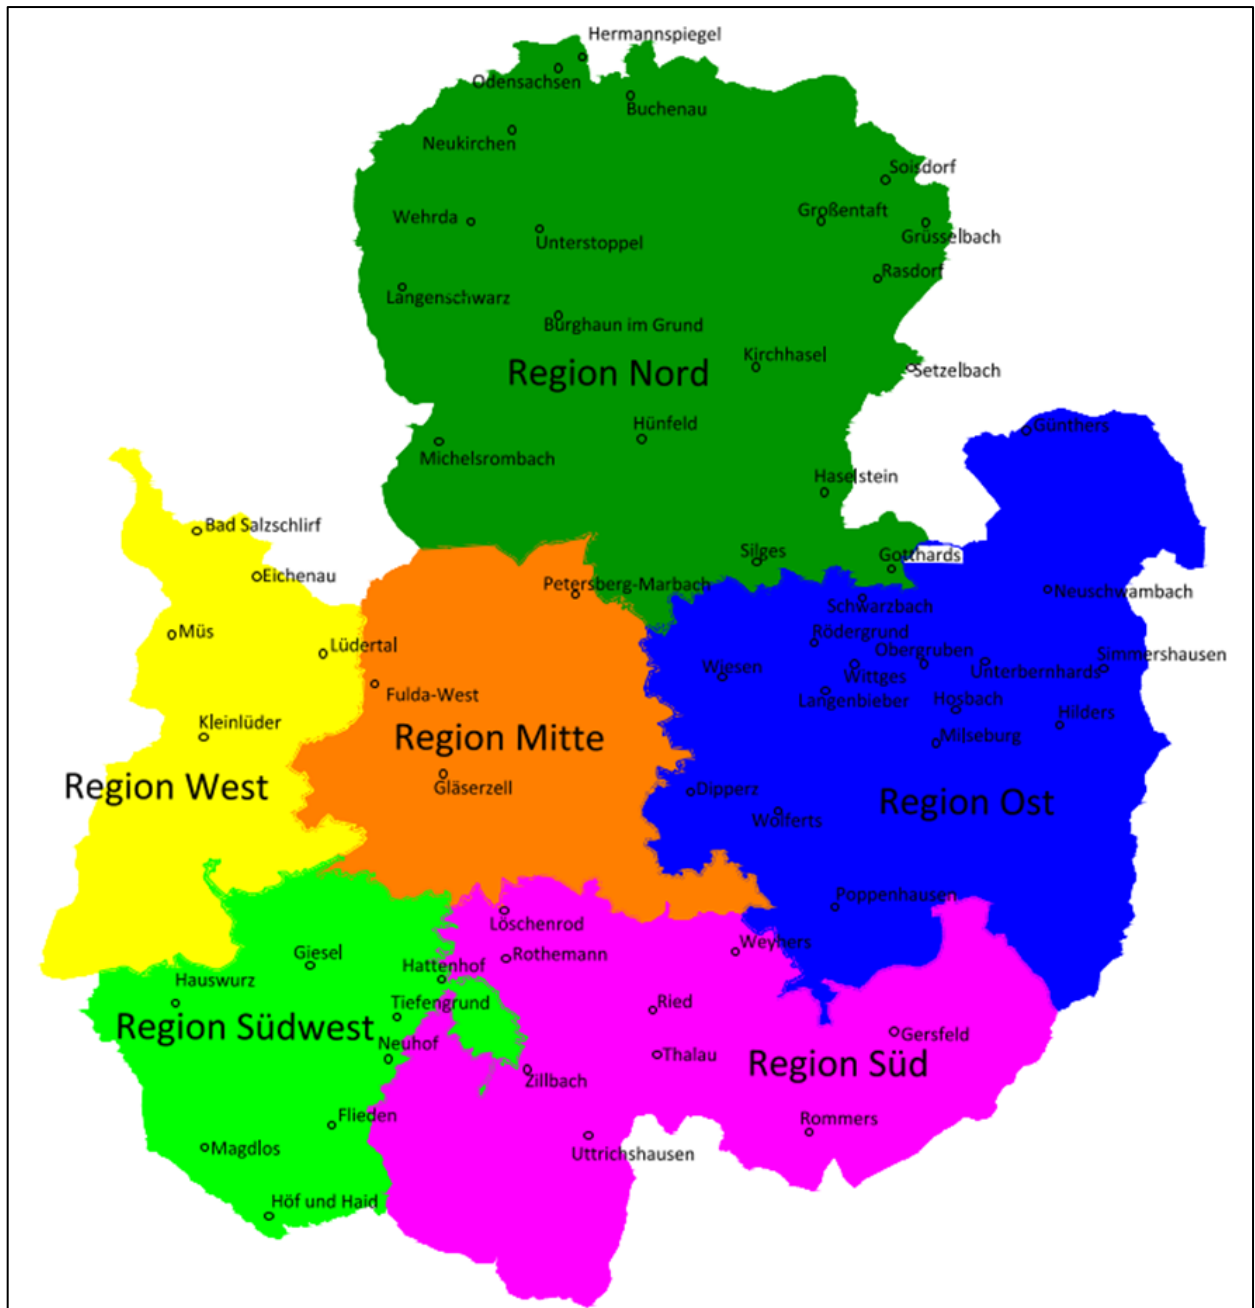 Hermannspiegel
Odensachsen
Buchenau
Neukirchen
Soisdorf
Großentaft
Wehrda
Grüsselbach
Unterstoppel
Rasdorf
Langenschwarz
Burghaun im Grund
Kirchhasel
Region Nord
Setzelbach
Hünfeld
Günthers
Michelsrombach
Haselstein
Bad Salzschlirf
Silges
Gotthards
Eichenau
Petersberg-Marbach
Neuschwambach
Schwarzbach
Müs
Rödergrund
Lüdertal
Obergruben
Simmershausen
Wiesen
Wittges
Unterbernhards
Fulda-West
Langenbieber
Hosbach
Kleinlüder
Hilders
Region Mitte
Milseburg
Region West
Gläserzell
Dipperz
Region Ost
Wolferts
Poppenhausen
Löschenrod
Weyhers
Giesel
Rothemann
Hattenhof
Hauswurz
Tiefengrund
Ried
Region Südwest
Gersfeld
Neuhof
Thalau
Region Süd
Zillbach
Flieden
Rommers
Magdlos
Uttrichshausen
Höf und Haid